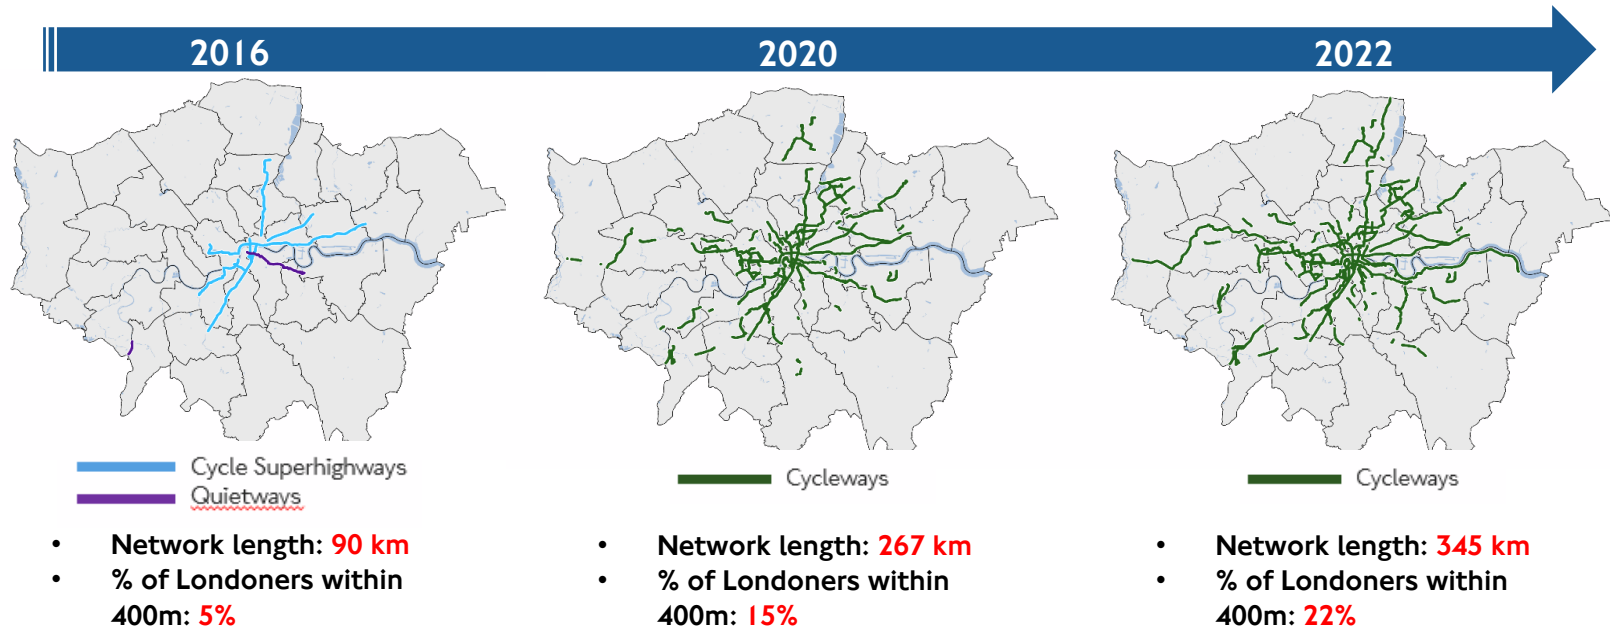 2016
2020
2022
Cycle Superhighways
Quietways
Cycleways
Cycleways
• Network length: 90 km
• % of Londoners within
400m: 5%
• Network length: 267 km
• % of Londoners within
400m: 15%
• Network length: 345 km
• % of Londoners within
400m: 22%